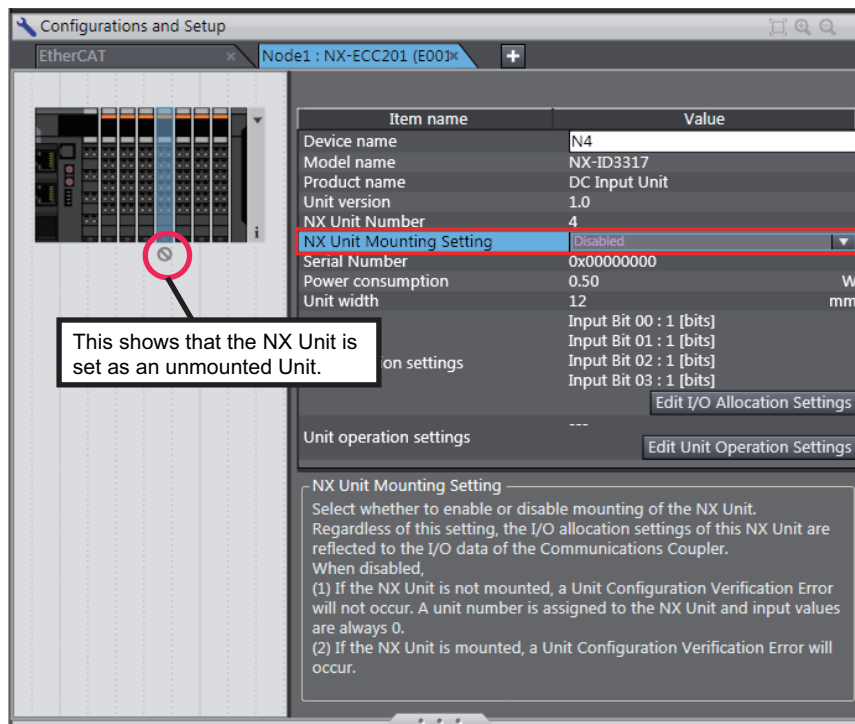 Configurations and Setup
EtherCAT
Node1 : NX-ECC201 (E001
Item name Value
Device name N4
Model name NX-ID3317
Product name DC Input Unit
Unit version 1.0
NX Unit Number 4
NX Unit Mounting Setting Disabled
Serial Number 0x00000000
Power consumption 0.50 W
Unit width 12 mm
Input Bit 00 : 1 [bits]
Input Bit 01 : 1 [bits]
on settings Input Bit 02 : 1 [bits]
Input Bit 03 : 1 [bits]
Edit I/O Allocation Settings
Unit operation settings ---
Edit Unit Operation Settings
This shows that the NX Unit is
set as an unmounted Unit.
NX Unit Mounting Setting
Select whether to enable or disable mounting of the NX Unit.
Regardless of this setting, the I/O allocation settings of this NX Unit are
reflected to the I/O data of the Communications Coupler.
When disabled,
(1) If the NX Unit is not mounted, a Unit Configuration Verification Error
will not occur. A unit number is assigned to the NX Unit and input values
are always 0.
(2) If the NX Unit is mounted, a Unit Configuration Verification Error will
occur.